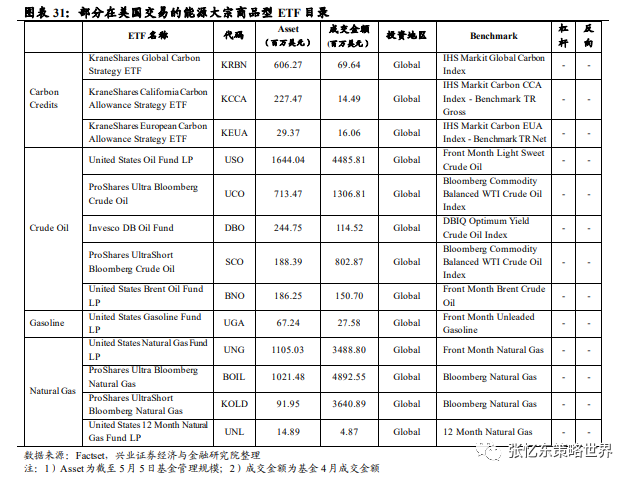 图表 31：部分在美国交易的能源大宗商品型 ETF 目录
ETF 名称 代码 Asset (百万美元) 成交金额 (百万美元) 投资地区 Benchmark 杠杆 反向
Carbon Credits
KraneShares Global Carbon Strategy ETF KRBN 606.27 69.64 Global IHS Markit Global Carbon Index - -
KraneShares California Carbon Allowance Strategy ETF KCCA 227.47 14.49 Global IHS Markit Carbon CCA Index - Benchmark TR Gross - -
KraneShares European Carbon Allowance Strategy ETF KEUA 29.37 16.06 Global IHS Markit Carbon EUA Index - Benchmark TR Net - -
Crude Oil
United States Oil Fund LP USO 1644.04 4485.81 Global Front Month Light Sweet Crude Oil - -
ProShares Ultra Bloomberg Crude Oil UCO 713.47 1306.81 Global Bloomberg Commodity Balanced WTI Crude Oil Index - -
Invesco DB Oil Fund DBO 244.75 114.52 Global DBIQ Optimum Yield Crude Oil Index - -
ProShares UltraShort Bloomberg Crude Oil SCO 188.39 802.87 Global Bloomberg Commodity Balanced WTI Crude Oil Index - -
United States Brent Oil Fund LP BNO 186.25 150.70 Global Front Month Brent Crude Oil - -
Gasoline
United States Gasoline Fund LP UGA 67.24 27.58 Global Front Month Unleaded Gasoline - -
Natural Gas
United States Natural Gas Fund LP UNG 1105.03 3488.80 Global Front Month Natural Gas - -
ProShares Ultra Bloomberg Natural Gas BOIL 1021.48 4892.55 Global Bloomberg Natural Gas - -
ProShares UltraShort Bloomberg Natural Gas KOLD 91.95 3640.89 Global Bloomberg Natural Gas - -
United States 12 Month Natural Gas Fund LP UNL 14.89 4.87 Global 12 Month Natural Gas - -
数据来源：Factset，兴业证券经济与金融研究院整理
注：1）Asset 为截至 5 月 5 日基金管理规模；2）成交金额为基金 4 月成交金额
张忆东策略世界